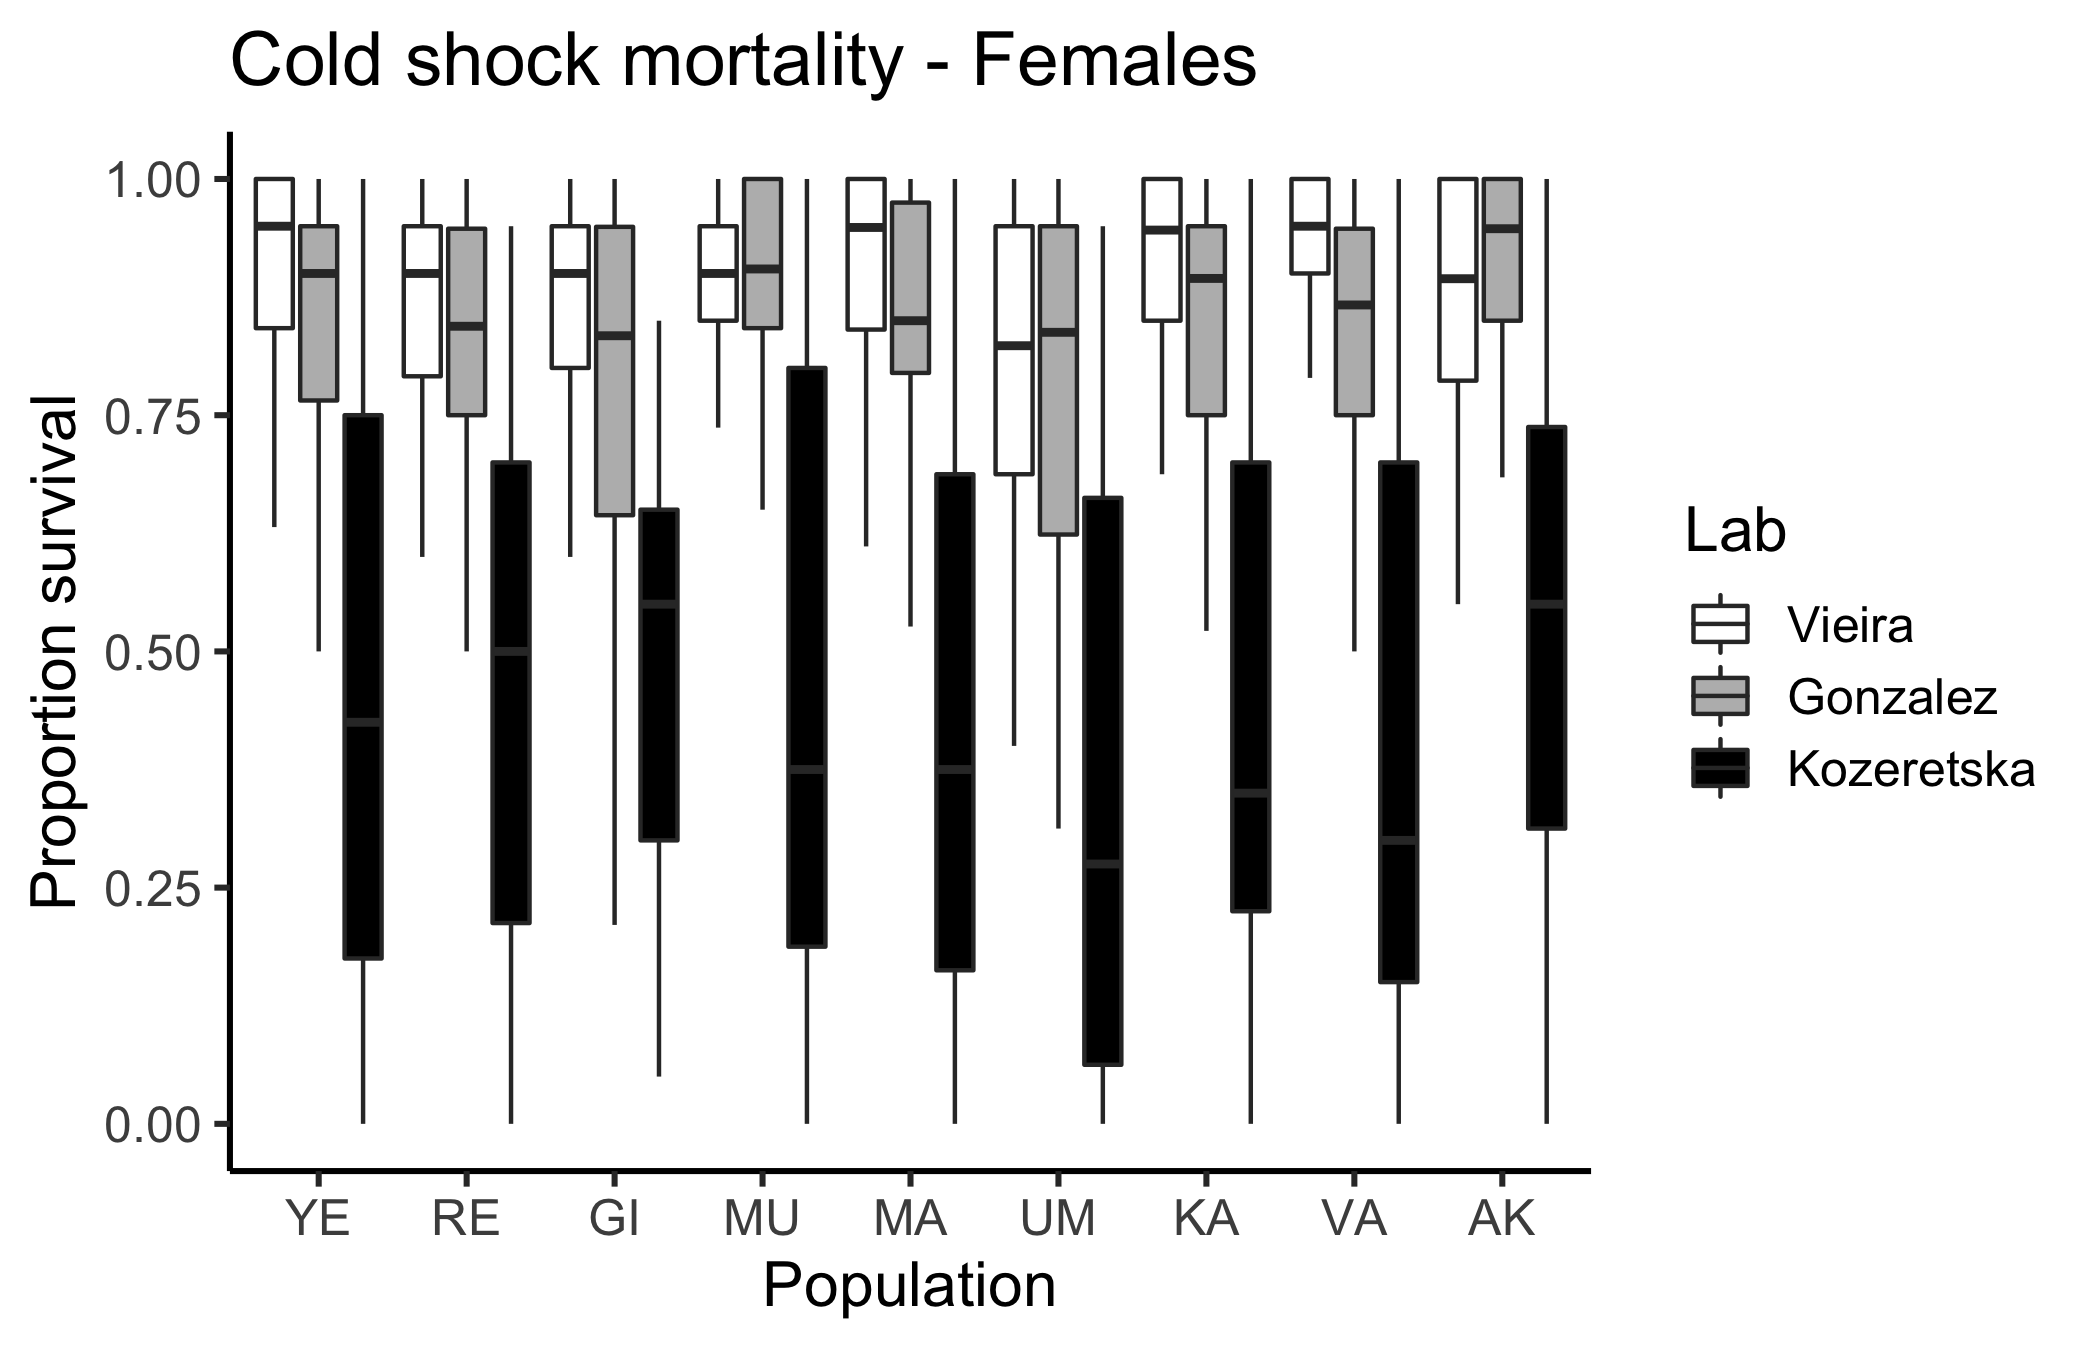 Cold shock mortality - Females
Proportion survival
1.00
0.75
0.50
0.25
0.00
YE RE GI MU MA UM KA VA AK
Population
Lab
Vieira
Gonzalez
Kozeretska